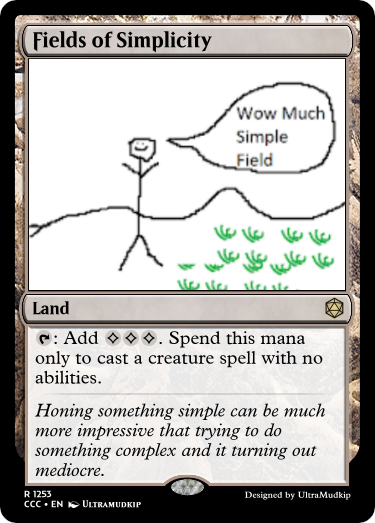 Fields of Simplicity
Wow Much
Simple
Field
Land
: Add . Spend this mana
only to cast a creature spell with no
abilities.
Honing something simple can be much
more impressive that trying to do
something complex and it turning out
mediocre.
R 1253
CCC • EN ULTRAMUDKIP
Designed by UltraMudkip